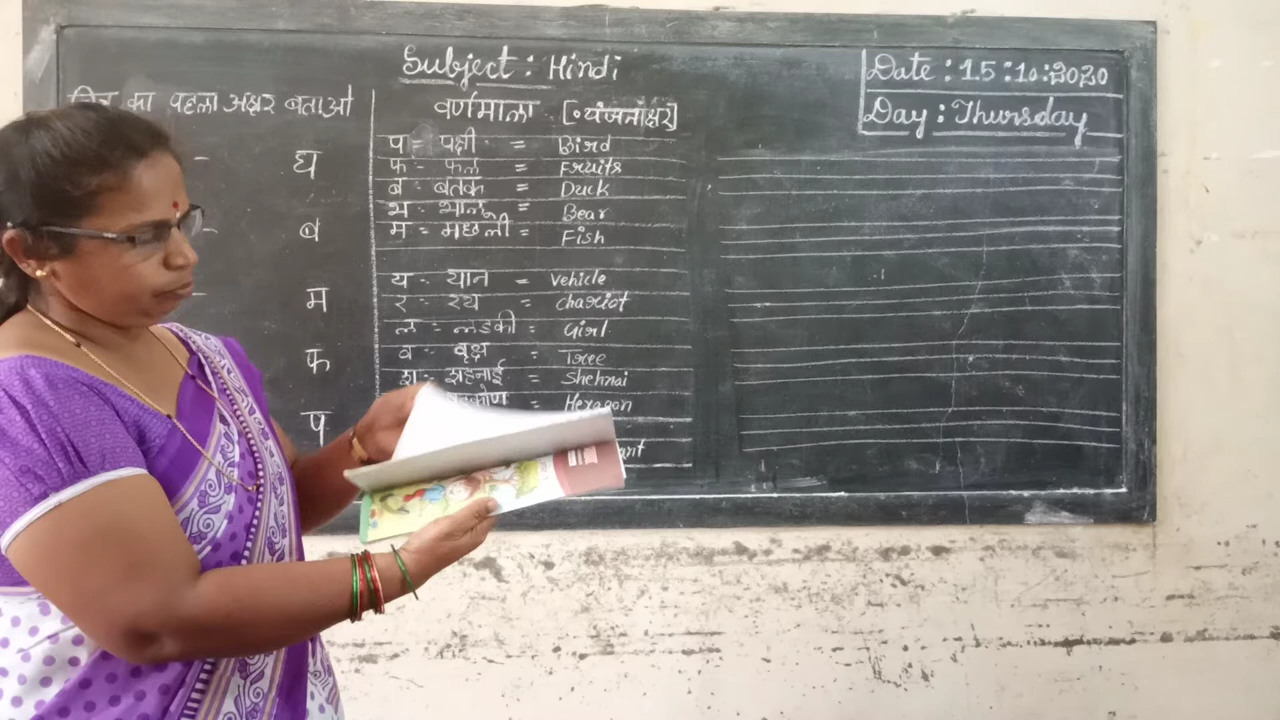 Subject : Hindi
Date : 15:10:2020
Day : Thursday
का पहला अक्षर बताओ
घ
ब
म
फ
प
वर्णमाला [व्यंजनाक्षर]
प - पक्षी = Bird
फ - फल = Fruits
ब - बतक = Duck
भ - भालू = Bear
म - मछली = Fish
य - यान = Vehicle
र - रथ = chariot
ल - लडकी = Girl
व - वृक्ष = Tree
श - शहनाई = Shehnai
= Hexagon